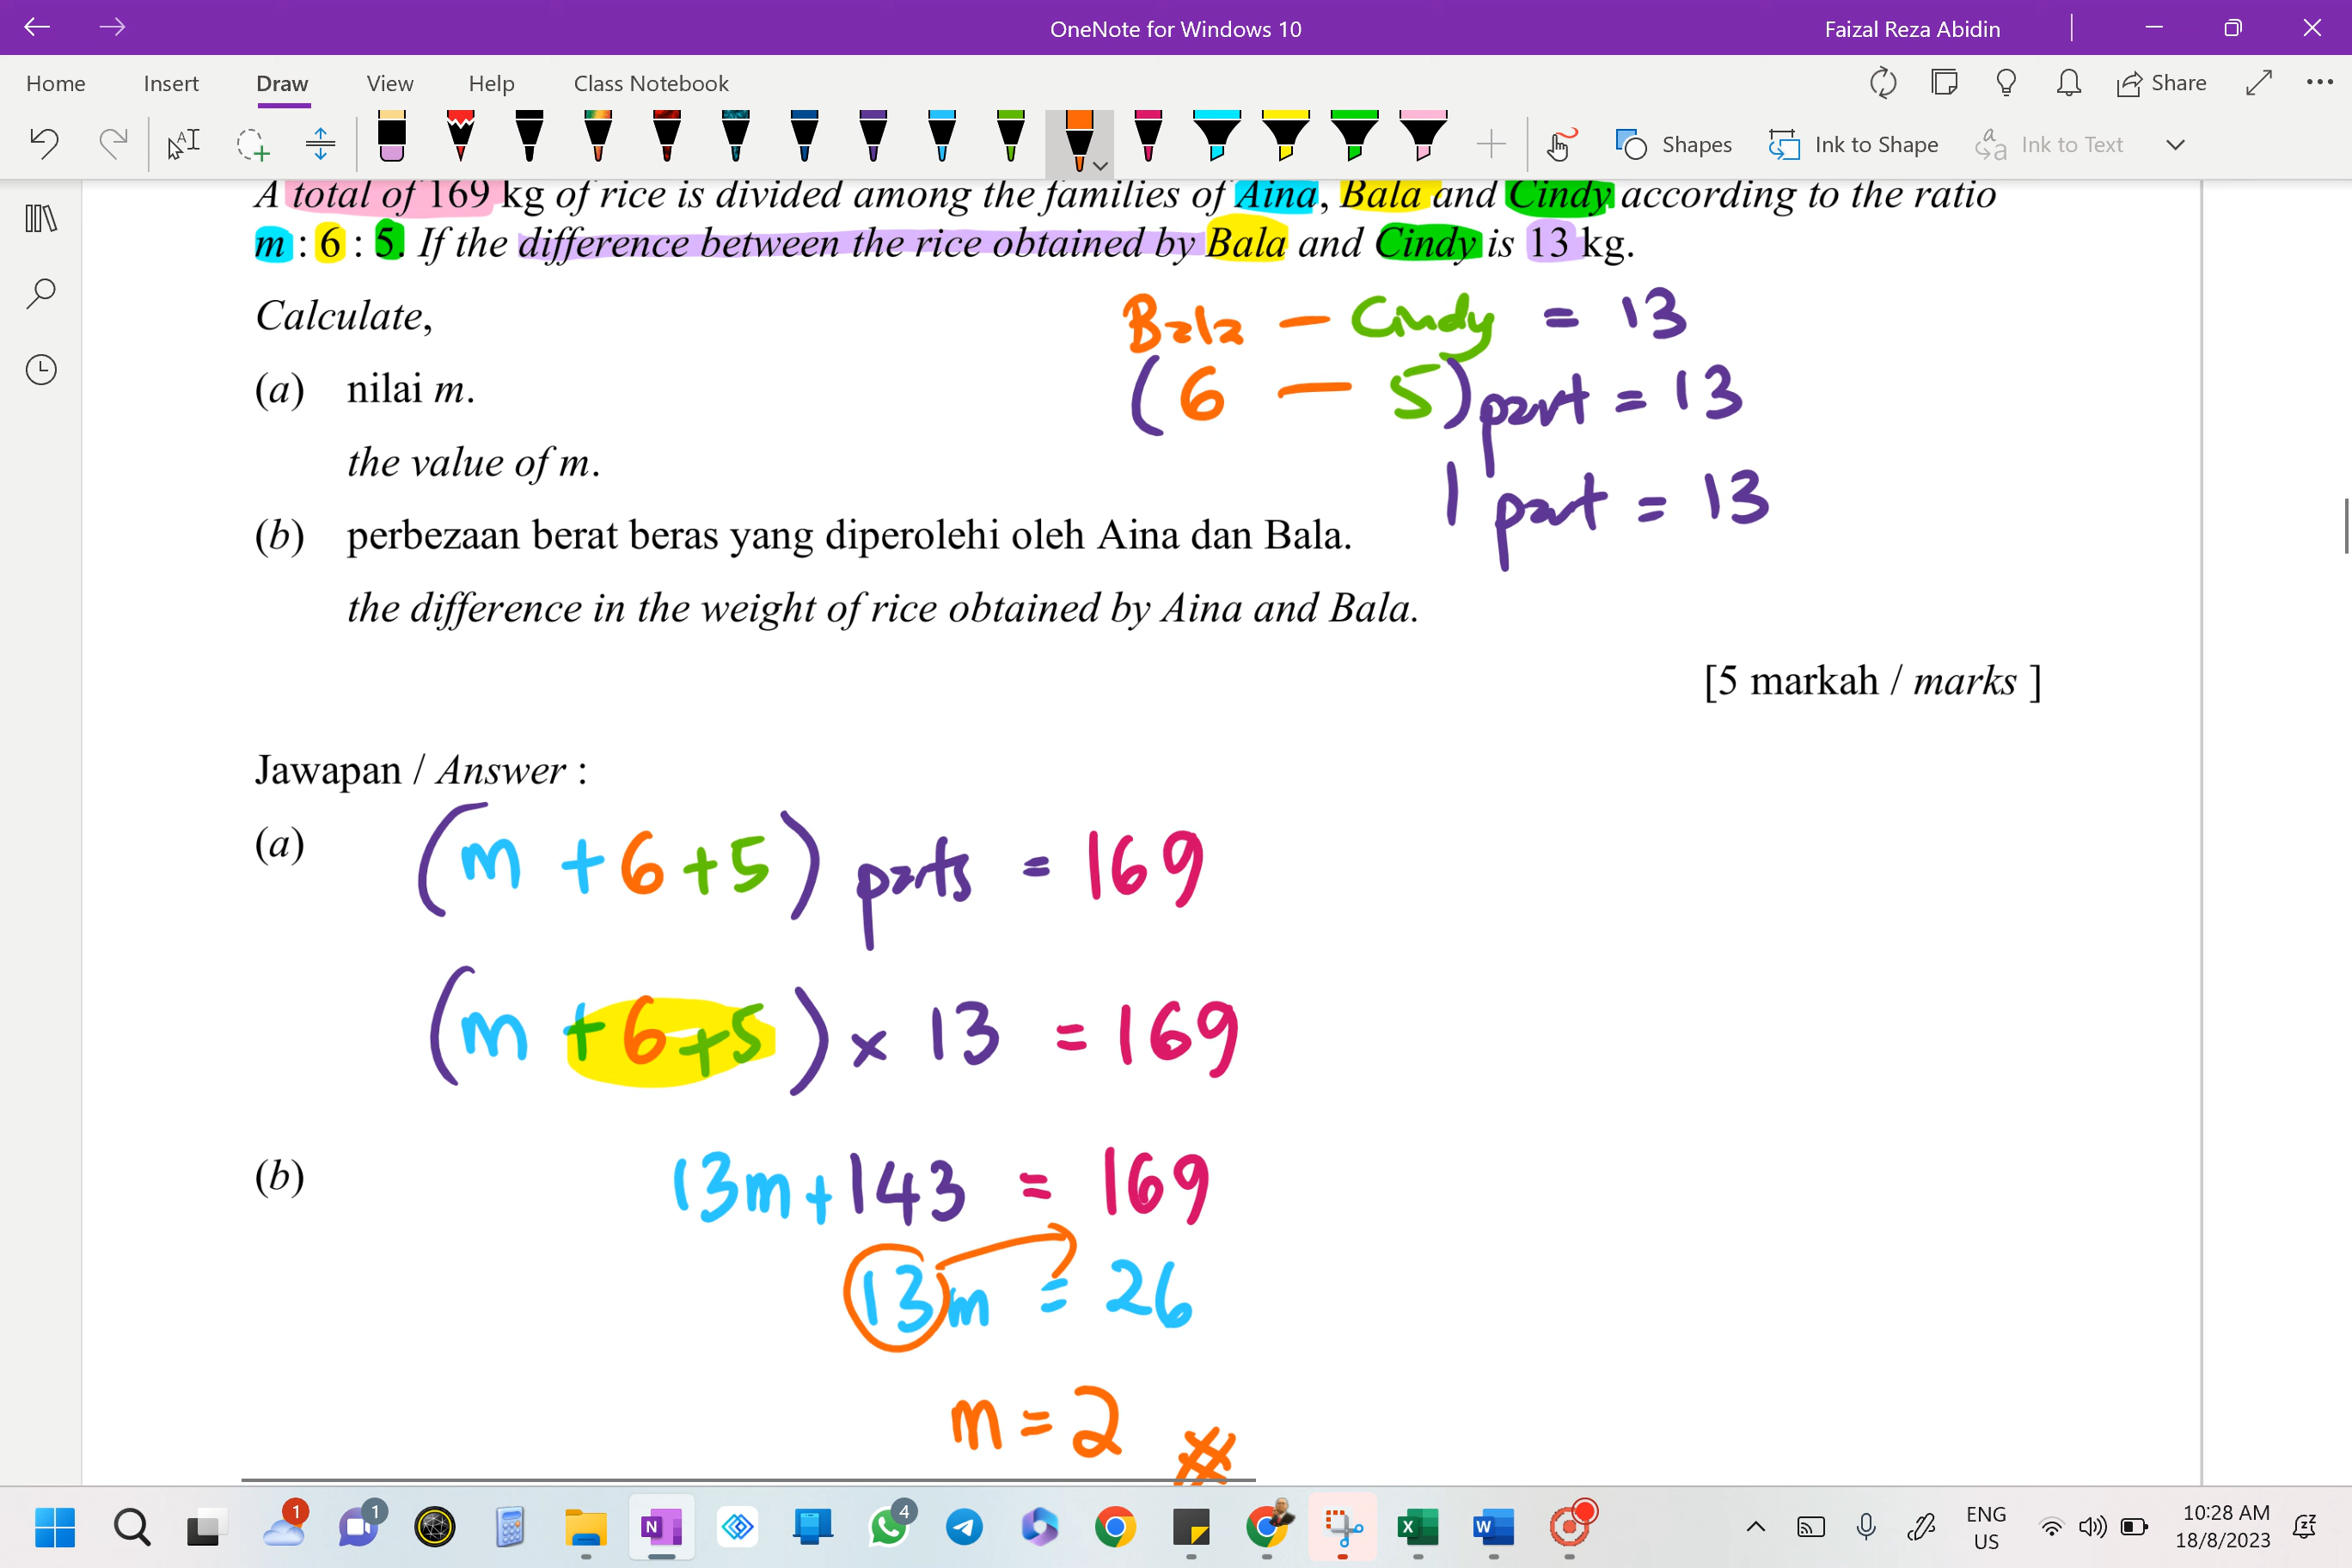 OneNote for Windows 10
Faizal Reza Abidin
Home Insert Draw View Help Class Notebook
Share
Shapes Ink to Shape Ink to Text
A total of 169 kg of rice is divided among the families of Aina, Bala and Cindy according to the ratio
m : 6 : 5. If the difference between the rice obtained by Bala and Cindy is 13 kg.
Calculate,
Bala − Cindy = 13
(a) nilai m.
(6 − 5) part = 13
the value of m.
1 part = 13
(b) perbezaan berat beras yang diperolehi oleh Aina dan Bala.
the difference in the weight of rice obtained by Aina and Bala.
[5 markah / marks ]
Jawapan / Answer :
(a) (m + 6 + 5) parts = 169
(m + 6 + 5) × 13 = 169
(b) 13m + 143 = 169
13m = 26
m = 2 #
1 1 4
ENG
US
10:28 AM
18/8/2023